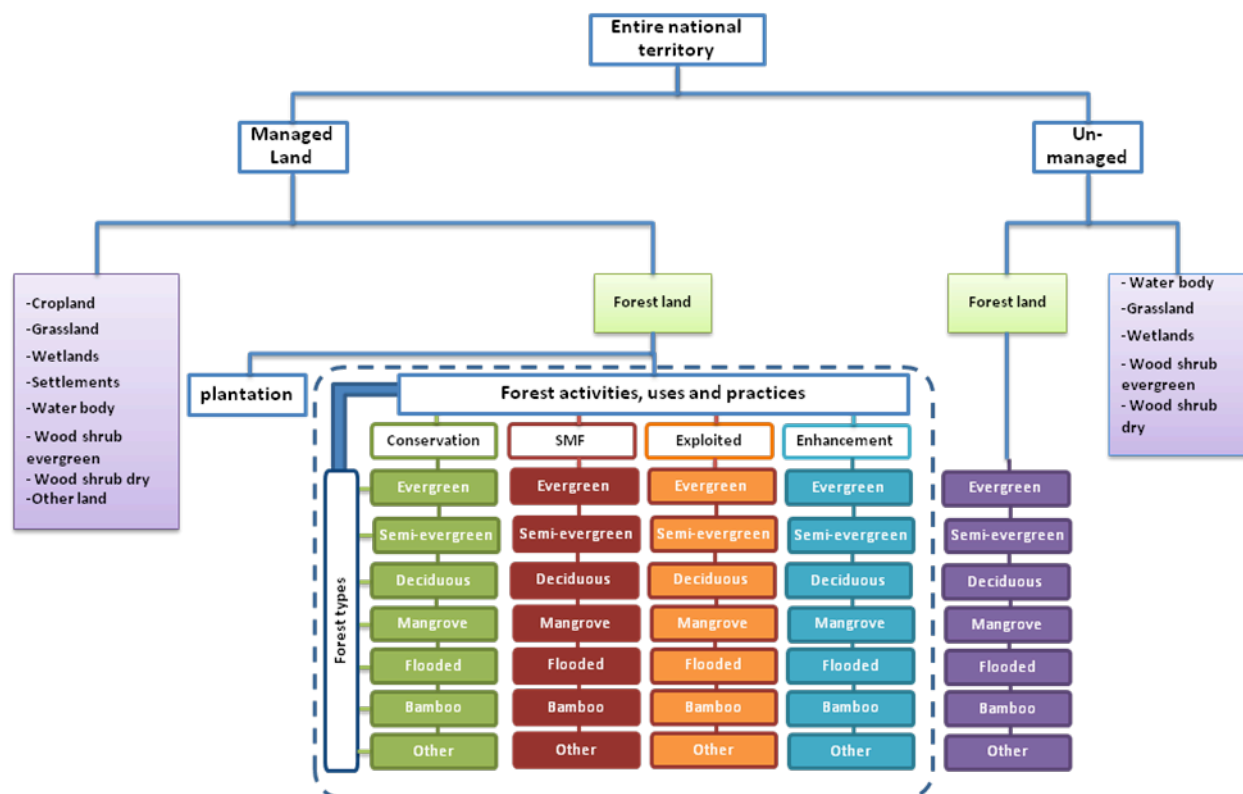 Entire national
territory
Managed
Land
Un-
managed
-Cropland
-Grassland
-Wetlands
-Settlements
-Water body
- Wood shrub
evergreen
- Wood shrub dry
-Other land
Forest land
Forest land
- Water body
-Grassland
-Wetlands
- Wood shrub
evergreen
- Wood shrub
dry
plantation
Forest activities, uses and practices
Forest types
Conservation
SMF
Exploited
Enhancement
Evergreen
Evergreen
Evergreen
Evergreen
Evergreen
Semi-evergreen
Semi-evergreen
Semi-evergreen
Semi-evergreen
Semi-evergreen
Deciduous
Deciduous
Deciduous
Deciduous
Deciduous
Mangrove
Mangrove
Mangrove
Mangrove
Mangrove
Flooded
Flooded
Flooded
Flooded
Flooded
Bamboo
Bamboo
Bamboo
Bamboo
Bamboo
Other
Other
Other
Other
Other